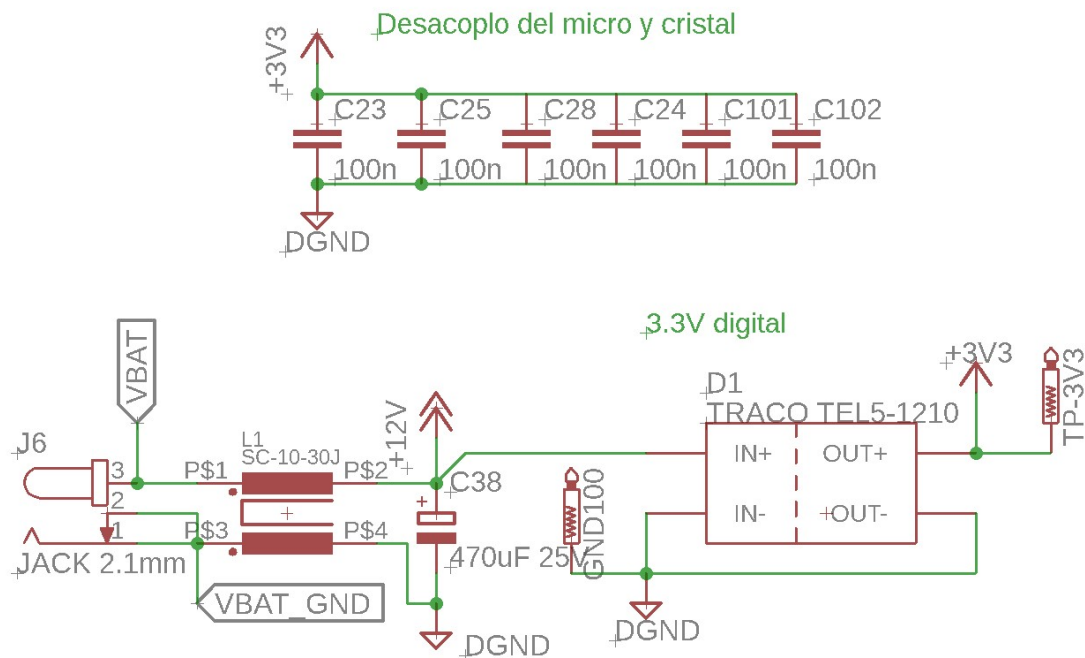 Desacoplo del micro y cristal
+3V3
C23 C25 C28 C24 C101 C102
100n 100n 100n 100n 100n 100n
DGND
3.3V digital
VBAT
+3V3
TP-3V3
D1
TRACO TEL5-1210
+12V
J6
L1
SC-10-30J
3 P$1 P$2
C38
IN+ OUT+
GND100
2
IN- OUT-
1 P$3 P$4
JACK 2.1mm
470uF 25V
VBAT_GND
DGND
DGND